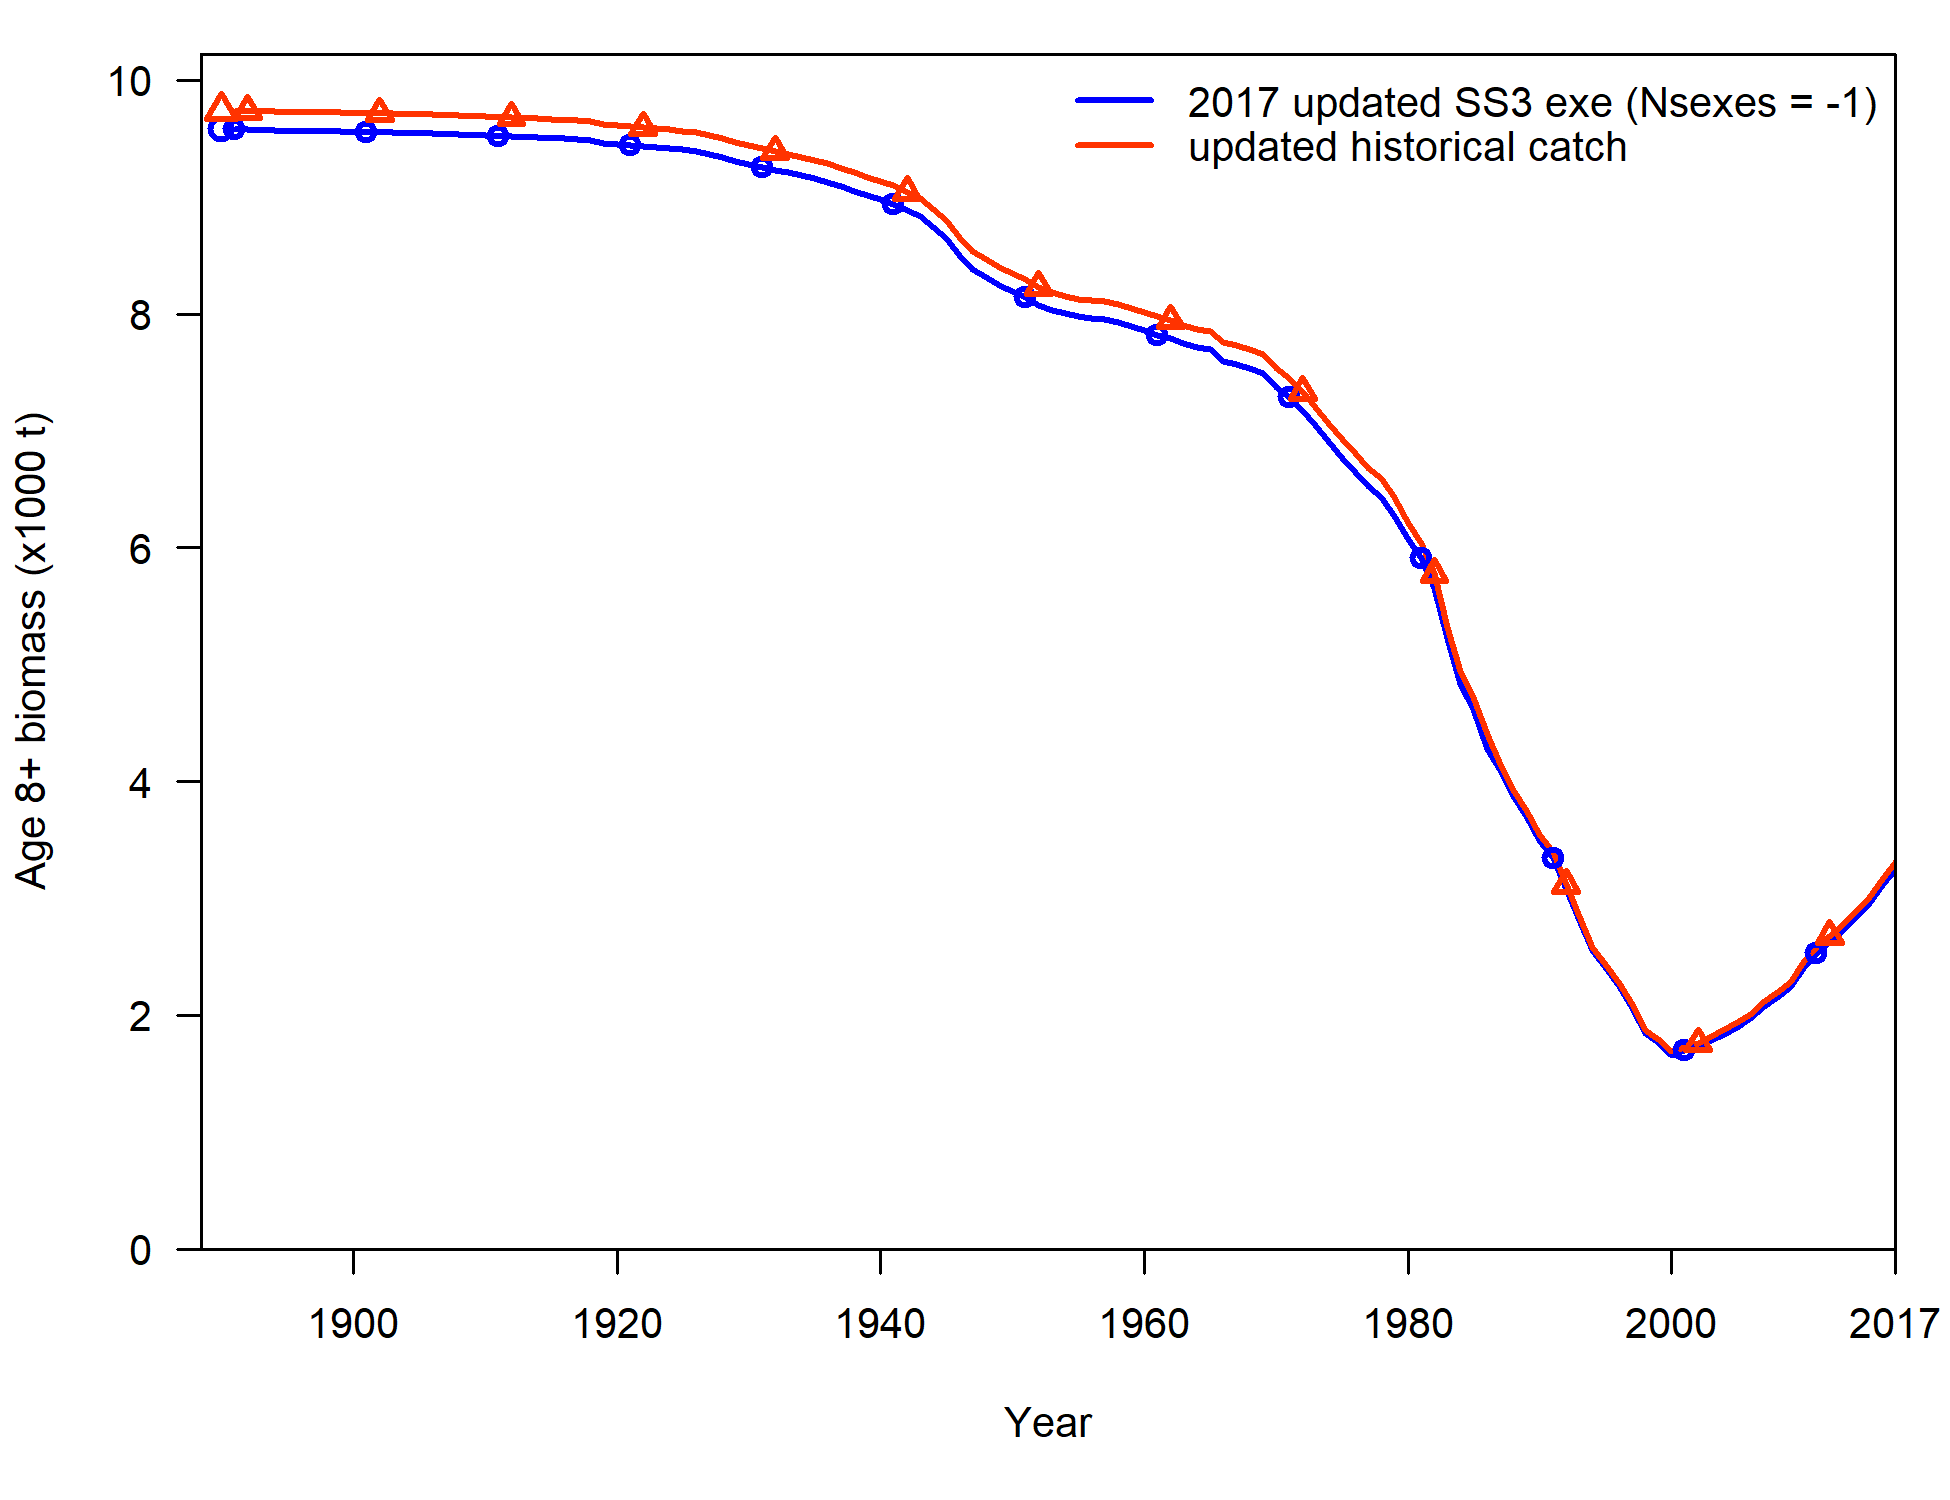 10
8
6
4
2
0
Age 8+ biomass (x1000 t)
2017 updated SS3 exe (Nsexes = -1)
updated historical catch
1900 1920 1940 1960 1980 2000 2017
Year